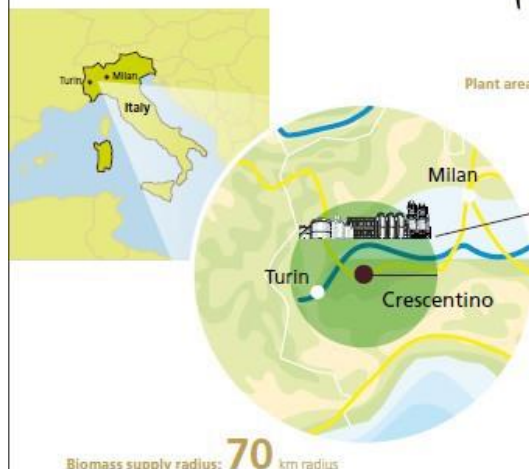 Turin
Milan
Italy
Plant area
Milan
Turin
Crescentino
Biomass supply radius: 70 km radius